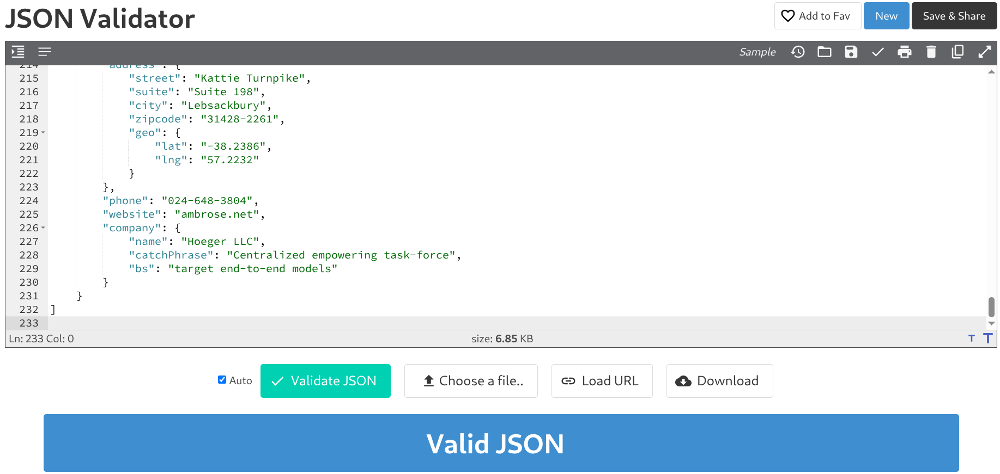 JSON Validator
Add to Fav
New
Save & Share
Sample
214 "address": {
215 "street": "Kattie Turnpike",
216 "suite": "Suite 198",
217 "city": "Lebsackbury",
218 "zipcode": "31428-2261",
219 "geo": {
220 "lat": "-38.2386",
221 "lng": "57.2232"
222 }
223 },
224 "phone": "024-648-3804",
225 "website": "ambrose.net",
226 "company": {
227 "name": "Hoeger LLC",
228 "catchPhrase": "Centralized empowering task-force",
229 "bs": "target end-to-end models"
230 }
231 }
232 ]
233
Ln: 233 Col: 0
size: 6.85 KB
T T
Auto
Validate JSON
Choose a file..
Load URL
Download
Valid JSON